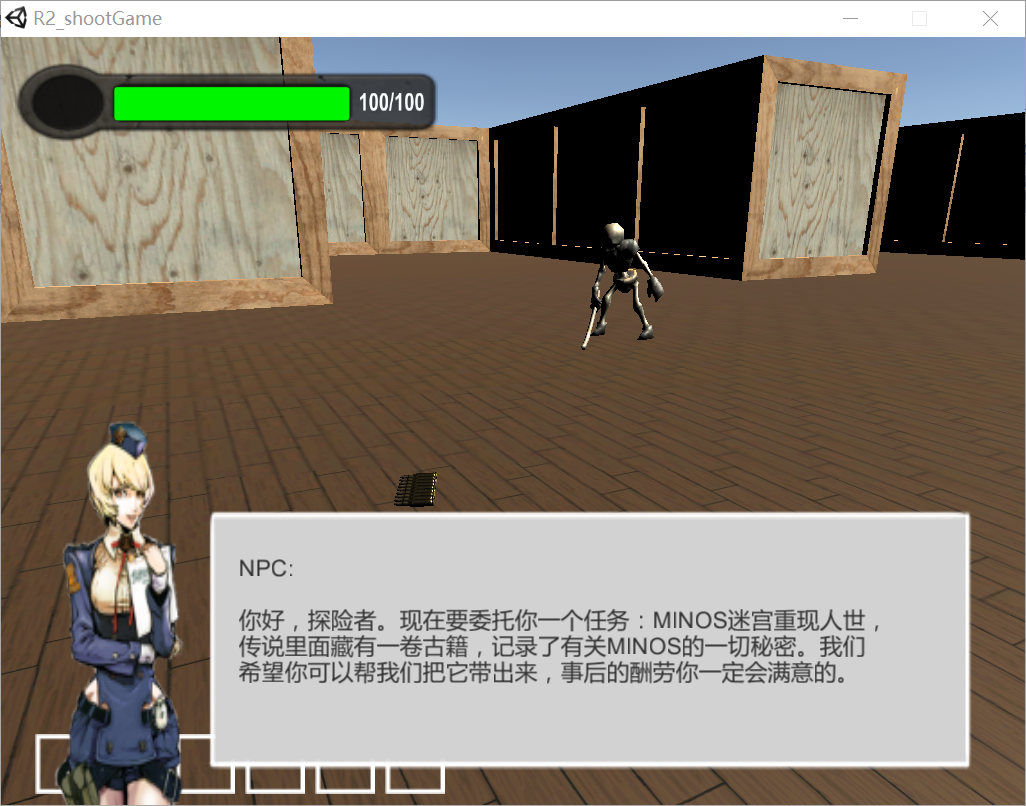 R2_shootGame
100/100
NPC:
你好，探险者。现在要委托你一个任务：MINOS迷宫重现人世，
传说里面藏有一卷古籍，记录了有关MINOS的一切秘密。我们
希望你可以帮我们把它带出来，事后的酬劳你一定会满意的。